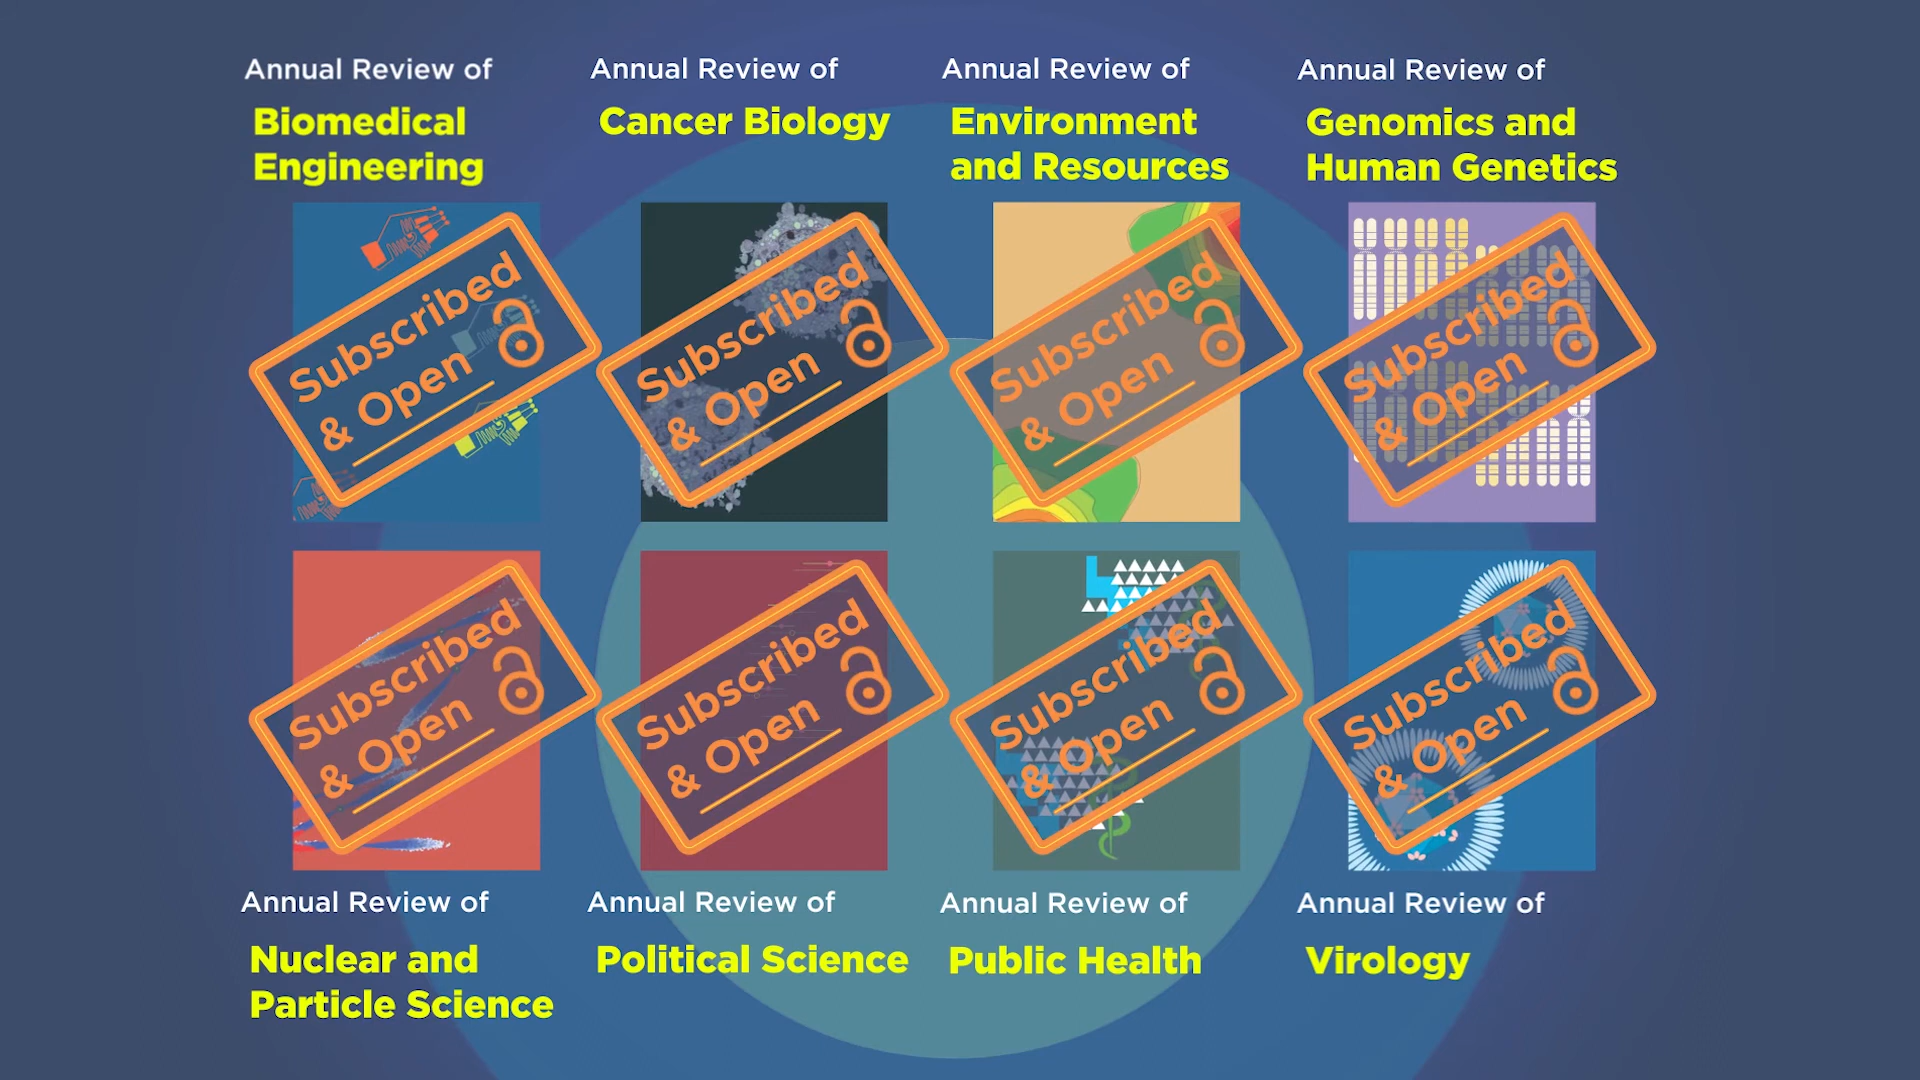 Annual Review of
Biomedical
Engineering
Annual Review of
Cancer Biology
Annual Review of
Environment
and Resources
Annual Review of
Genomics and
Human Genetics
Subscribed
& Open
Subscribed
& Open
Subscribed
& Open
Subscribed
& Open
Subscribed
& Open
Subscribed
& Open
Subscribed
& Open
Subscribed
& Open
Annual Review of
Nuclear and
Particle Science
Annual Review of
Political Science
Annual Review of
Public Health
Annual Review of
Virology